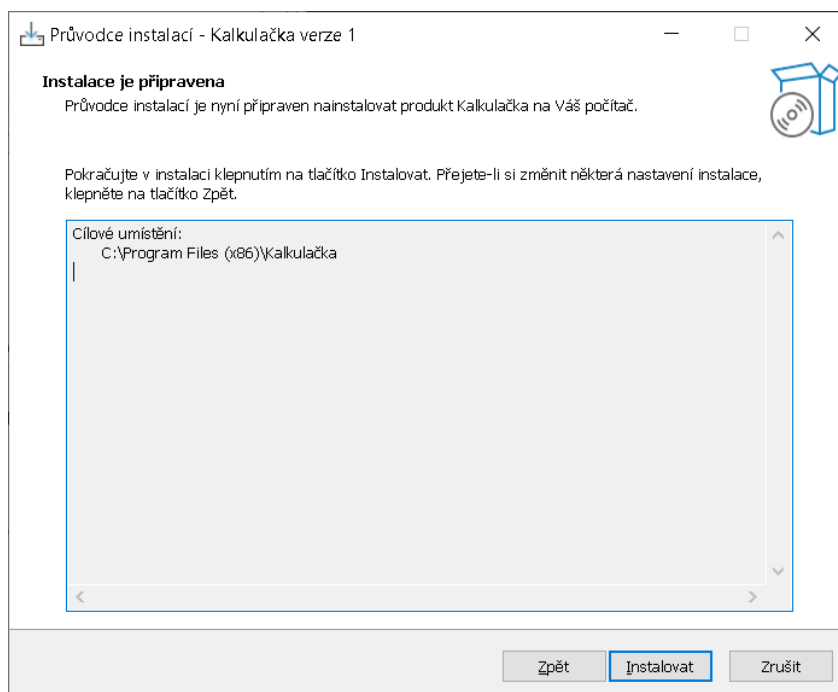 Průvodce instalací - Kalkulačka verze 1
Instalace je připravena
Průvodce instalací je nyní připraven nainstalovat produkt Kalkulačka na Váš počítač.
Pokračujte v instalaci klepnutím na tlačítko Instalovat. Přejete-li si změnit některá nastavení instalace,
klepněte na tlačítko Zpět.
Cílové umístění:
C:\Program Files (x86)\Kalkulačka
Zpět Instalovat Zrušit